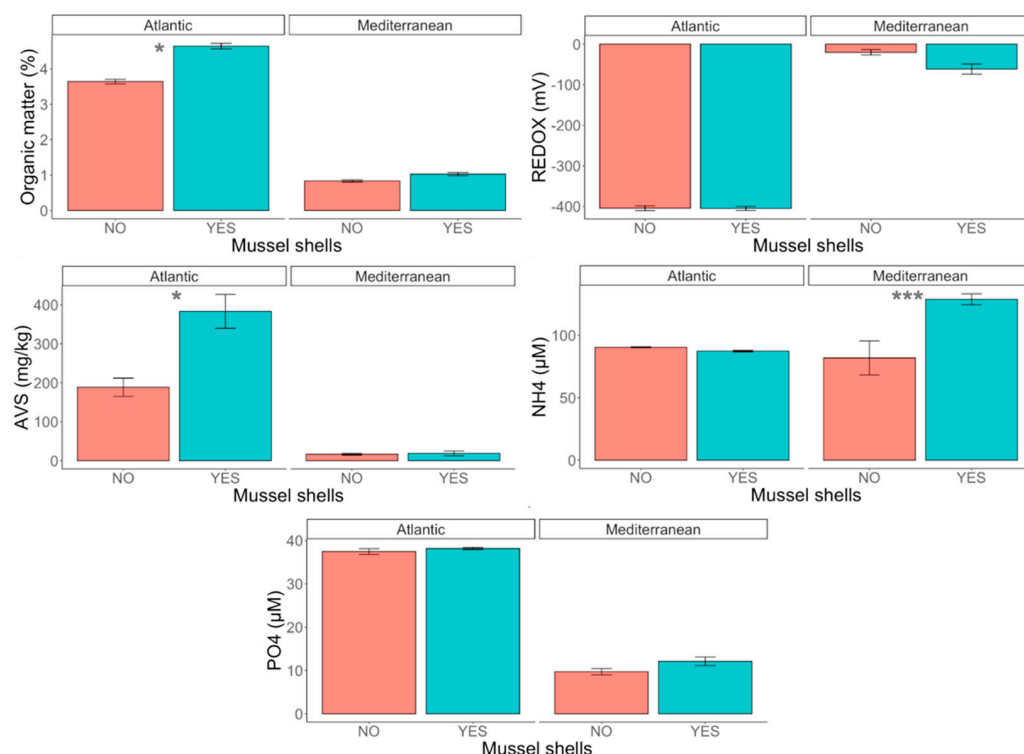 Atlantic Mediterranean
*
Organic matter (%)
4
3
2
1
0
NO YES NO YES
Mussel shells
Atlantic Mediterranean
REDOX (mV)
0
-100
-200
-300
-400
NO YES NO YES
Mussel shells
Atlantic Mediterranean
*
AVS (mg/kg)
400
300
200
100
0
NO YES NO YES
Mussel shells
Atlantic Mediterranean
***
NH4 (µM)
100
50
0
NO YES NO YES
Mussel shells
Atlantic Mediterranean
PO4 (µM)
40
30
20
10
0
NO YES NO YES
Mussel shells